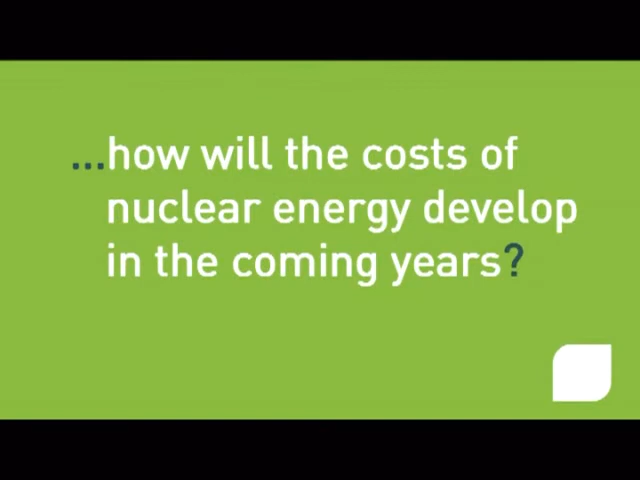 ...how will the costs of
nuclear energy develop
in the coming years?